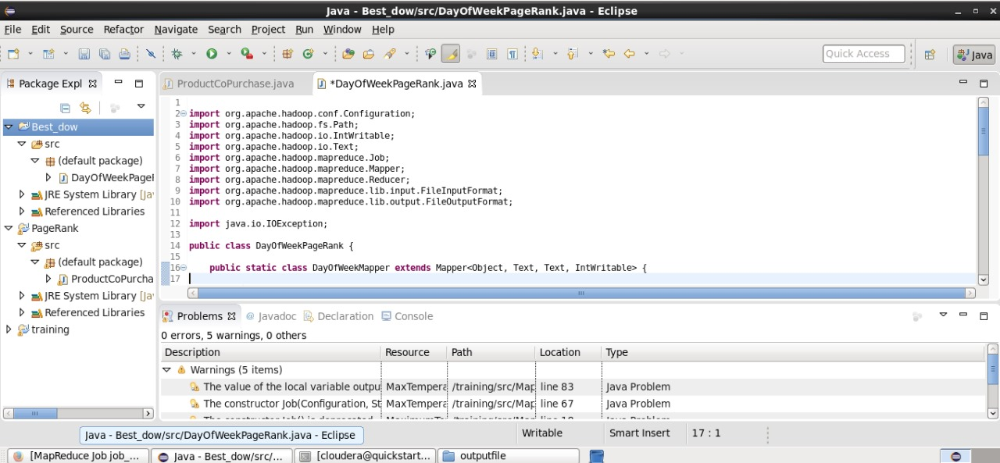 Java - Best_dow/src/DayOfWeekPageRank.java - Eclipse
File Edit Source Refactor Navigate Search Project Run Window Help
Quick Access Java
Package Expl
ProductCoPurchase.java *DayOfWeekPageRank.java
Best_dow
src
(default package)
DayOfWeekPageF
JRE System Library [Ja
Referenced Libraries
PageRank
src
(default package)
ProductCoPurcha
JRE System Library [Ja
Referenced Libraries
training
1
2 import org.apache.hadoop.conf.Configuration;
3 import org.apache.hadoop.fs.Path;
4 import org.apache.hadoop.io.IntWritable;
5 import org.apache.hadoop.io.Text;
6 import org.apache.hadoop.mapreduce.Job;
7 import org.apache.hadoop.mapreduce.Mapper;
8 import org.apache.hadoop.mapreduce.Reducer;
9 import org.apache.hadoop.mapreduce.lib.input.FileInputFormat;
10 import org.apache.hadoop.mapreduce.lib.output.FileOutputFormat;
11
12 import java.io.IOException;
13
14 public class DayOfWeekPageRank {
15
16 public static class DayOfWeekMapper extends Mapper<Object, Text, Text, IntWritable> {
17
Problems @ Javadoc Declaration Console
0 errors, 5 warnings, 0 others
Description Resource Path Location Type
Warnings (5 items)
The value of the local variable outpu MaxTempera /training/src/Map line 83 Java Problem
The constructor Job(Configuration, St MaxTempera /training/src/Map line 67 Java Problem
Java - Best_dow/src/DayOfWeekPageRank.java - Eclipse
Writable Smart Insert 17 : 1
[MapReduce Job job_... Java - Best_dow/src/... [cloudera@quickstart... outputfile